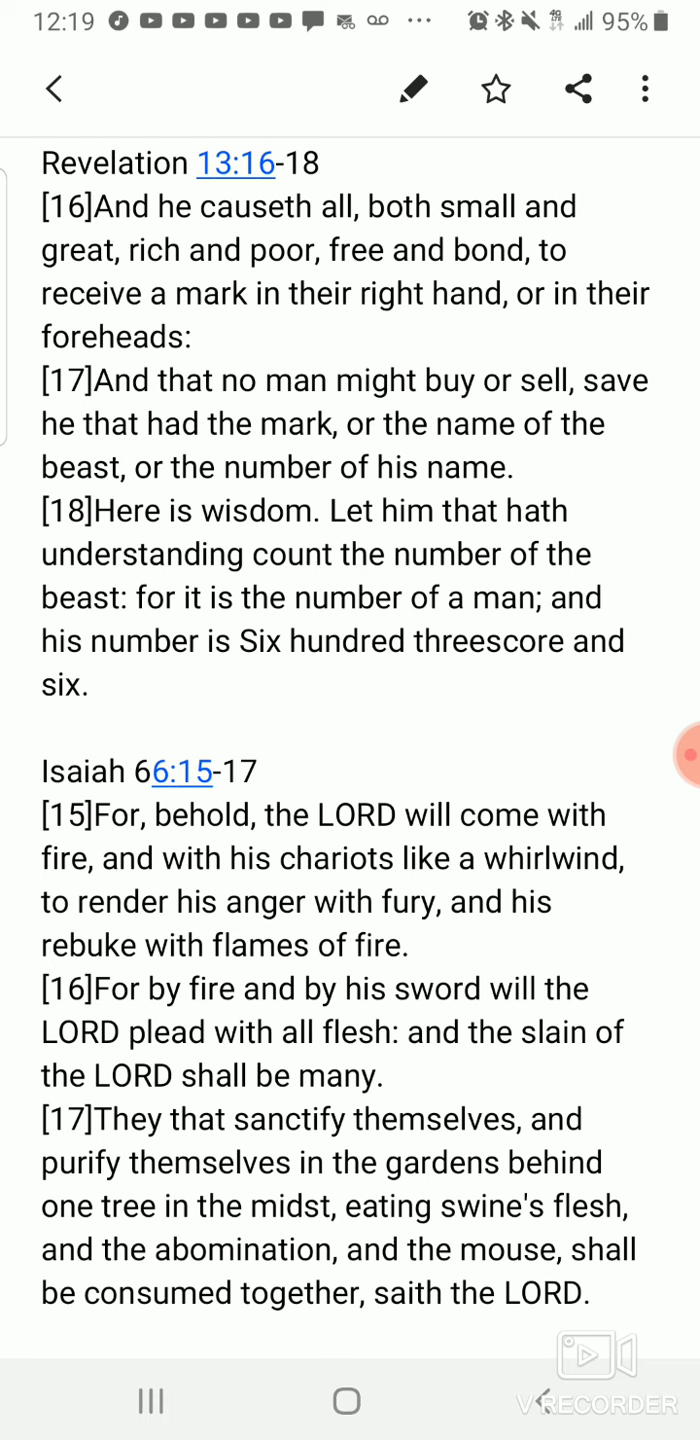 12:19
4G
95%
Revelation 13:16-18
[16]And he causeth all, both small and
great, rich and poor, free and bond, to
receive a mark in their right hand, or in their
foreheads:
[17]And that no man might buy or sell, save
he that had the mark, or the name of the
beast, or the number of his name.
[18]Here is wisdom. Let him that hath
understanding count the number of the
beast: for it is the number of a man; and
his number is Six hundred threescore and
six.
Isaiah 66:15-17
[15]For, behold, the LORD will come with
fire, and with his chariots like a whirlwind,
to render his anger with fury, and his
rebuke with flames of fire.
[16]For by fire and by his sword will the
LORD plead with all flesh: and the slain of
the LORD shall be many.
[17]They that sanctify themselves, and
purify themselves in the gardens behind
one tree in the midst, eating swine's flesh,
and the abomination, and the mouse, shall
be consumed together, saith the LORD.
V RECORDER